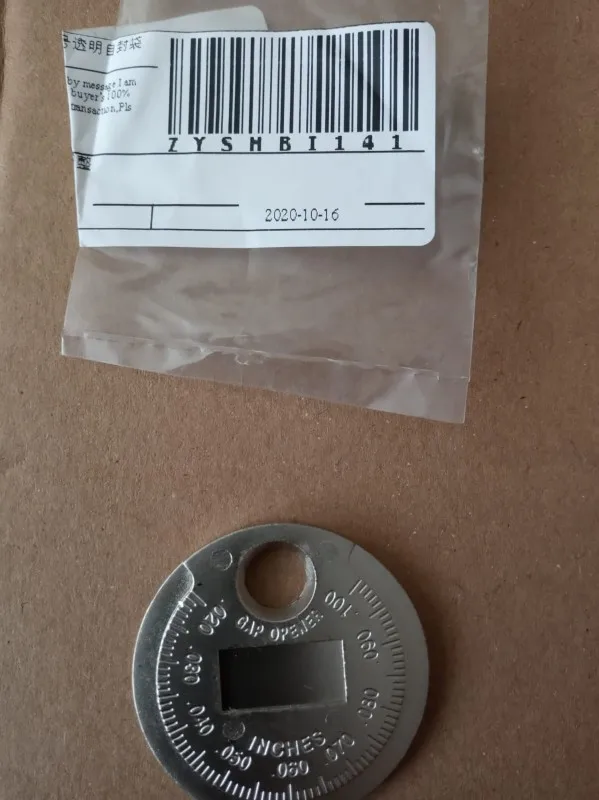 透明自封袋
by message I am
buyer's 100%
transaction,Pls
ZYSHBI141
2020-10-16
GAP OPENER
.020
.030
.040
.050
.060
.070
.080
.090
.100
INCHES